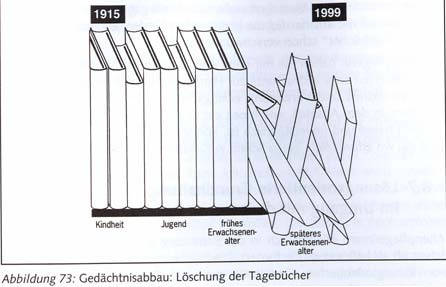 1915
1999
Kindheit
Jugend
frühes
Erwachsenen-
alter
späteres
Erwachsenen-
alter
Abbildung 73: Gedächtnisabbau: Löschung der Tagebücher